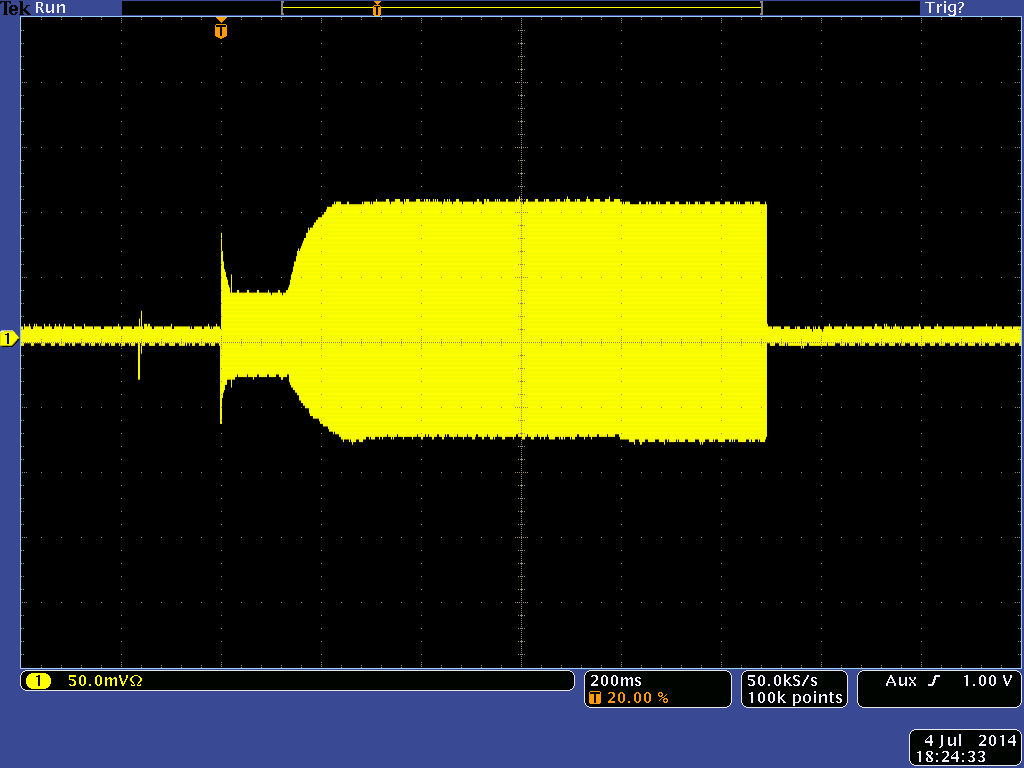 Tek Run Trig?
T
T
1
1 50.0mVΩ
200ms
T 20.00 %
50.0kS/s
100k points
Aux 1.00 V
4 Jul 2014
18:24:33